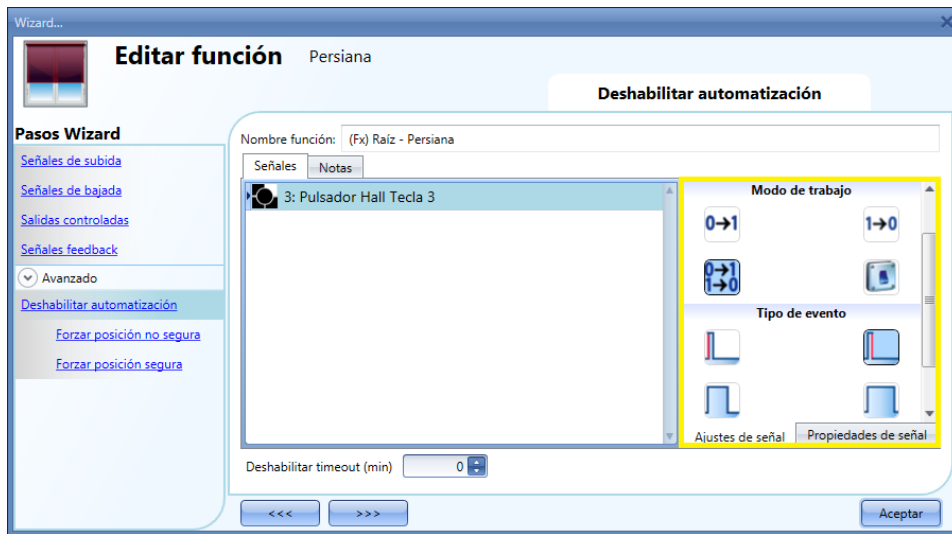 Wizard...
Editar función Persiana
Deshabilitar automatización
Pasos Wizard
Señales de subida
Señales de bajada
Salidas controladas
Señales feedback
Avanzado
Deshabilitar automatización
Forzar posición no segura
Forzar posición segura
Nombre función: (Fx) Raíz - Persiana
Señales Notas
3: Pulsador Hall Tecla 3
Modo de trabajo
0→1 1→0
0→1
1→0
Tipo de evento
Ajustes de señal Propiedades de señal
Deshabilitar timeout (min) 0
<<< >>> Aceptar